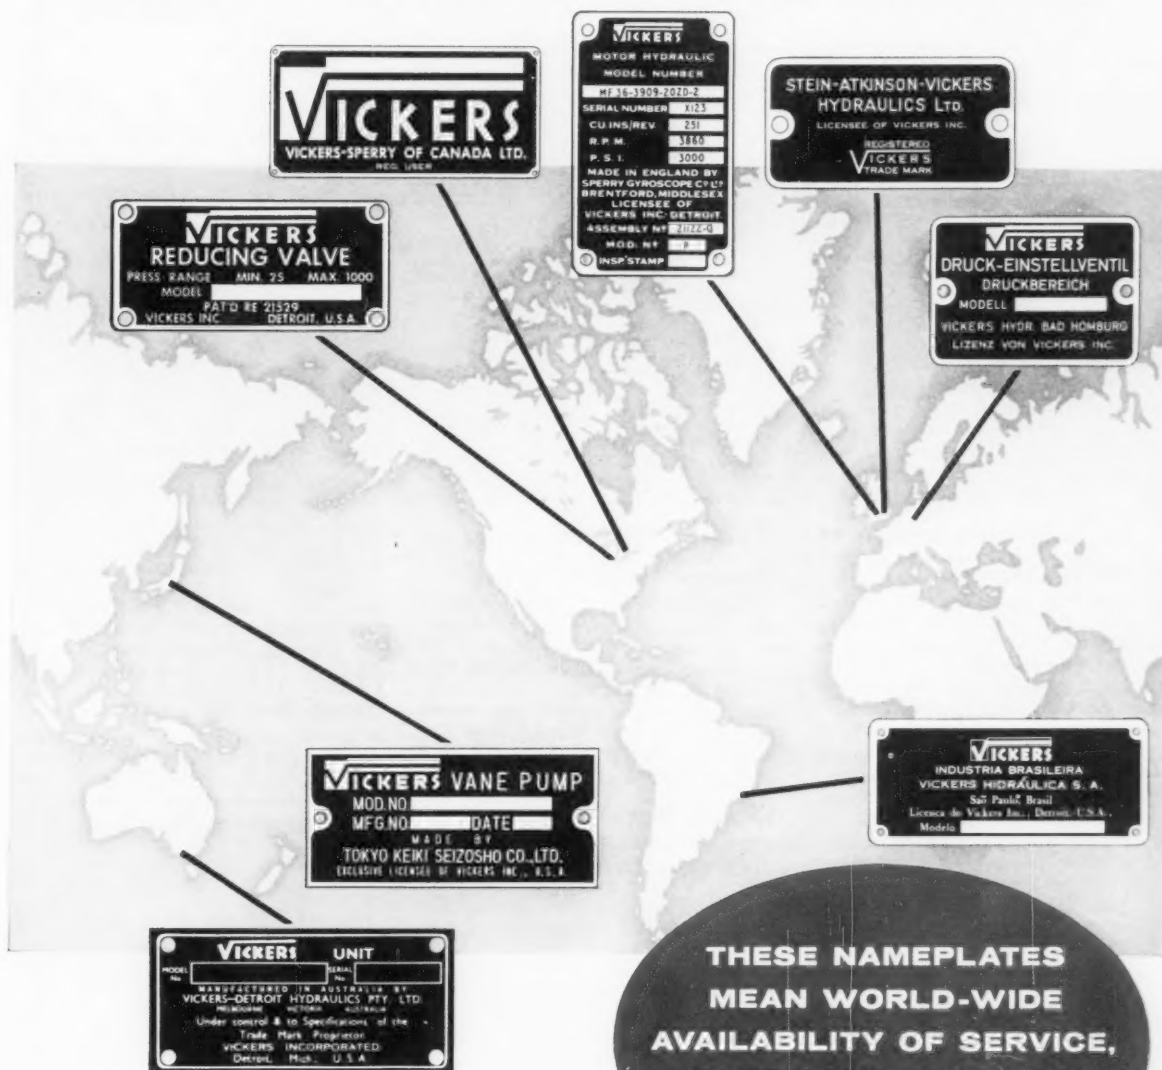 VICKERS
VICKERS-SPERRY OF CANADA LTD.
REG. USER
VICKERS
MOTOR HYDRAULIC
MODEL NUMBER
MF 36-3909-20ZD-2
SERIAL NUMBER X123
CU.INS/REV. 251
R.P.M. 3860
P.S.I. 3000
MADE IN ENGLAND BY
SPERRY GYROSCOPE Co Ltd
BRENTFORD, MIDDLESEX
LICENSEE OF
VICKERS INC. DETROIT.
ASSEMBLY No
MOD. No
INSP STAMP
STEIN-ATKINSON-VICKERS
HYDRAULICS LTD.
LICENSEE OF VICKERS INC.
REGISTERED
VICKERS
TRADE MARK
VICKERS
REDUCING VALVE
PRESS. RANGE MIN. 25 MAX. 1000
MODEL
PAT'D RE 21529
VICKERS INC. DETROIT, U.S.A.
VICKERS
DRUCK-EINSTELLVENTIL
DRUCKBEREICH
MODELL
VICKERS HYDR. BAD HOMBURG
LIZENZ VON VICKERS INC.
VICKERS VANE PUMP
MOD.NO.
MFG.NO. DATE
MADE BY
TOKYO KEIKI SEIZOSHO CO.,LTD.
EXCLUSIVE LICENSEE OF VICKERS INC., U.S.A.
VICKERS
INDUSTRIA BRASILEIRA
VICKERS HIDRÁULICA S. A.
São Paulo, Brasil
Licenca de Vickers Inc., Detroit, U.S.A.,
Modelo
VICKERS UNIT
MODEL No. SERIAL No.
MANUFACTURED IN AUSTRALIA BY
VICKERS-DETROIT HYDRAULICS PTY. LTD.
MELBOURNE VICTORIA AUSTRALIA
Under control & to Specifications of the
Trade Mark Proprietor
VICKERS INCORPORATED
Detroit, Mich., U.S.A.
THESE NAMEPLATES
MEAN WORLD-WIDE
AVAILABILITY OF SERVICE,